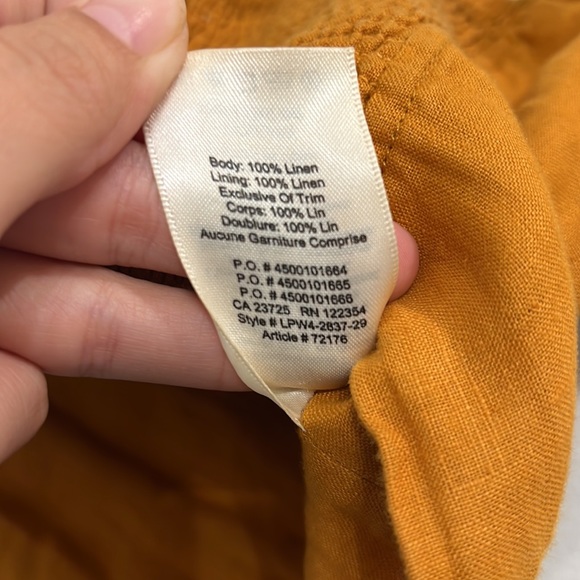 Body: 100% Linen
Lining: 100% Linen
Exclusive Of Trim
Corps: 100% Lin
Doublure: 100% Lin
Aucune Garniture Comprise
P.O. # 4500101664
P.O. # 4500101665
P.O. # 4500101666
CA 23725 RN 122354
Style # LPW4-2837-29
Article # 72176